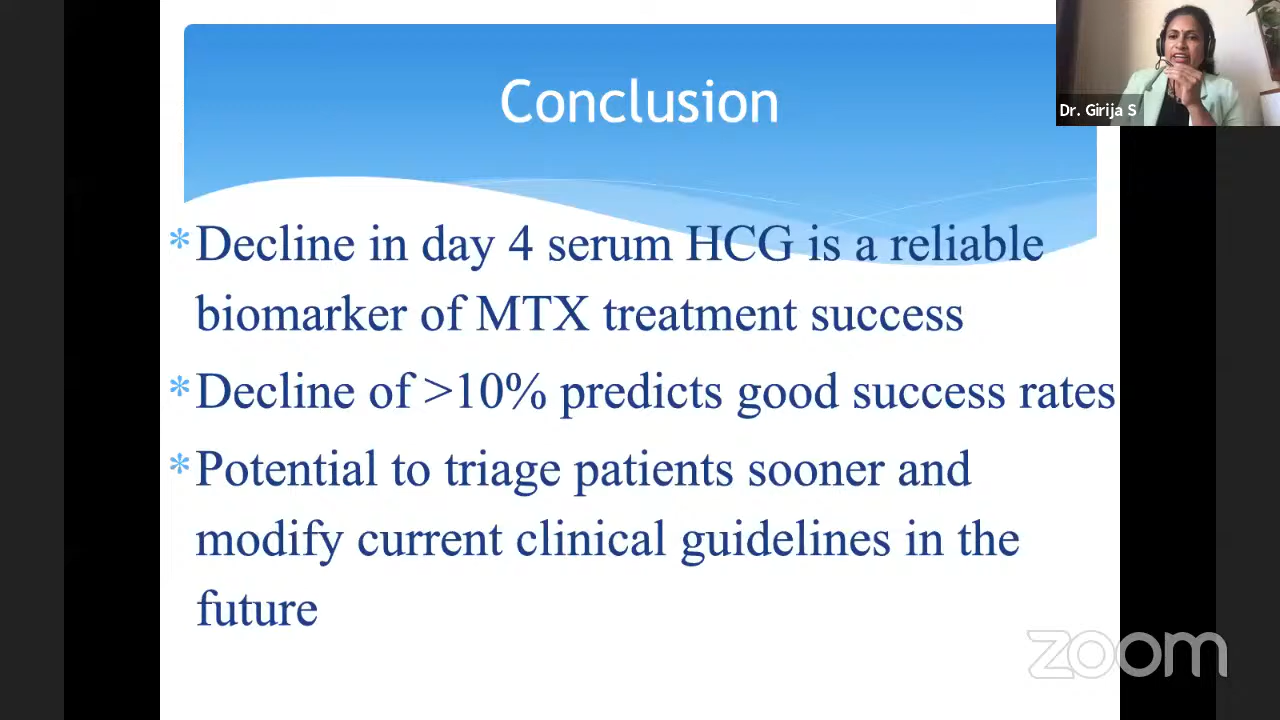 Conclusion
Dr. Girija S
*Decline in day 4 serum HCG is a reliable
biomarker of MTX treatment success
*Decline of >10% predicts good success rates
*Potential to triage patients sooner and
modify current clinical guidelines in the
future
zoom